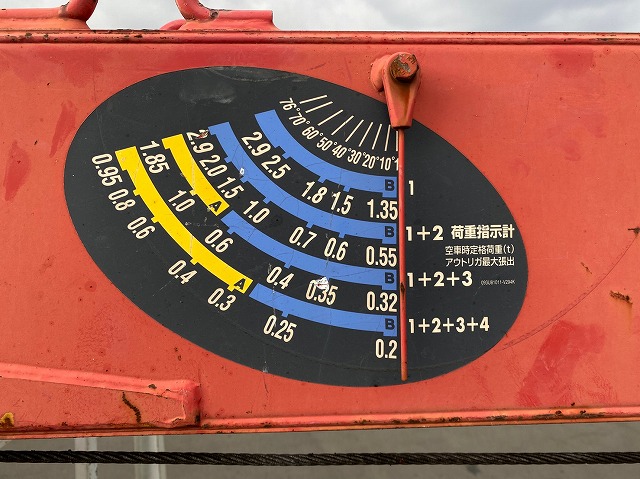 76° 70° 60° 50° 40° 30° 20° 10° 1°
2.9 2.5 1.8 1.5 1.35 B 1
2.9 2.0 1.5 1.0 0.7 0.6 0.55 B 1+2 荷重指示計
空車時定格荷重(t)
アウトリガ最大張出
1.85 1.0 A 0.6 0.4 0.35 0.32 B 1+2+3
0.95 0.8 0.6 0.4 0.3 A 0.25 0.2 B 1+2+3+4